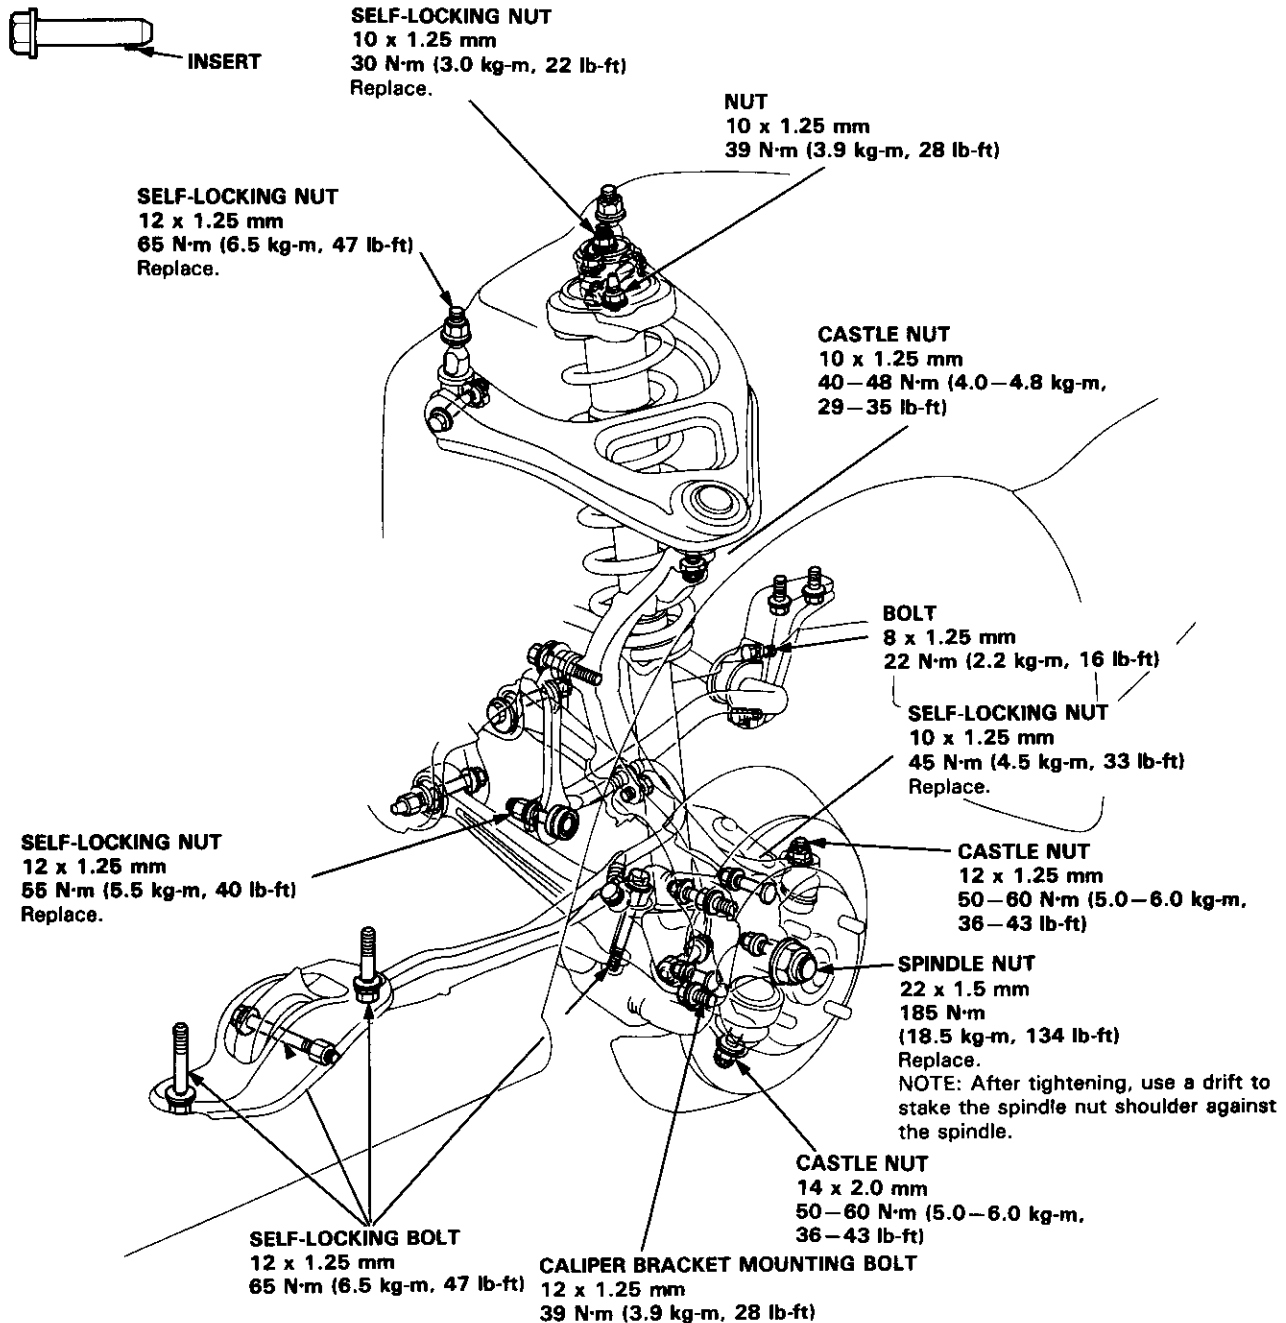 INSERT
SELF-LOCKING NUT
10 x 1.25 mm
30 N·m (3.0 kg-m, 22 lb-ft)
Replace.
NUT
10 x 1.25 mm
39 N·m (3.9 kg-m, 28 lb-ft)
SELF-LOCKING NUT
12 x 1.25 mm
65 N·m (6.5 kg-m, 47 lb-ft)
Replace.
CASTLE NUT
10 x 1.25 mm
40–48 N·m (4.0–4.8 kg-m,
29–35 lb-ft)
BOLT
8 x 1.25 mm
22 N·m (2.2 kg-m, 16 lb-ft)
SELF-LOCKING NUT
10 x 1.25 mm
45 N·m (4.5 kg-m, 33 lb-ft)
Replace.
SELF-LOCKING NUT
12 x 1.25 mm
55 N·m (5.5 kg-m, 40 lb-ft)
Replace.
CASTLE NUT
12 x 1.25 mm
50–60 N·m (5.0–6.0 kg-m,
36–43 lb-ft)
SPINDLE NUT
22 x 1.5 mm
185 N·m
(18.5 kg-m, 134 lb-ft)
Replace.
NOTE: After tightening, use a drift to
stake the spindle nut shoulder against
the spindle.
CASTLE NUT
14 x 2.0 mm
50–60 N·m (5.0–6.0 kg-m,
36–43 lb-ft)
SELF-LOCKING BOLT
12 x 1.25 mm
65 N·m (6.5 kg-m, 47 lb-ft)
CALIPER BRACKET MOUNTING BOLT
12 x 1.25 mm
39 N·m (3.9 kg-m, 28 lb-ft)